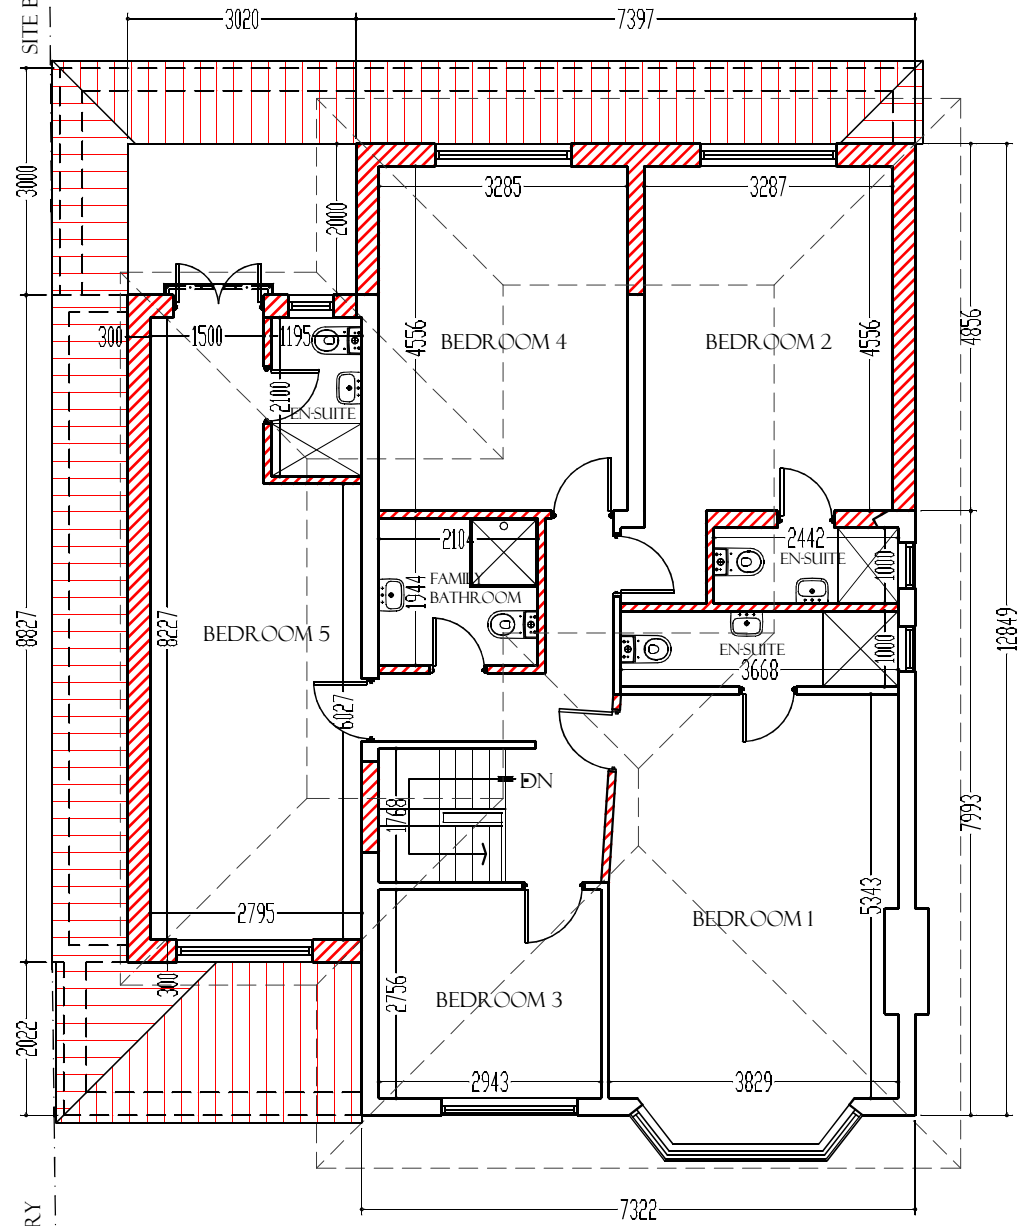 SITE B
3020
7397
3000
2000
3285
3287
300
1500
1195
4556
BEDROOM 4
BEDROOM 2
4556
4856
2100
EN-SUITE
2104
2442
EN-SUITE
1000
FAMILY
BATHROOM
1944
8827
8227
BEDROOM 5
12849
EN-SUITE
3668
1000
6027
DN
1768
7993
5343
2795
BEDROOM 1
300
2756
BEDROOM 3
2022
2943
3829
RY
7322